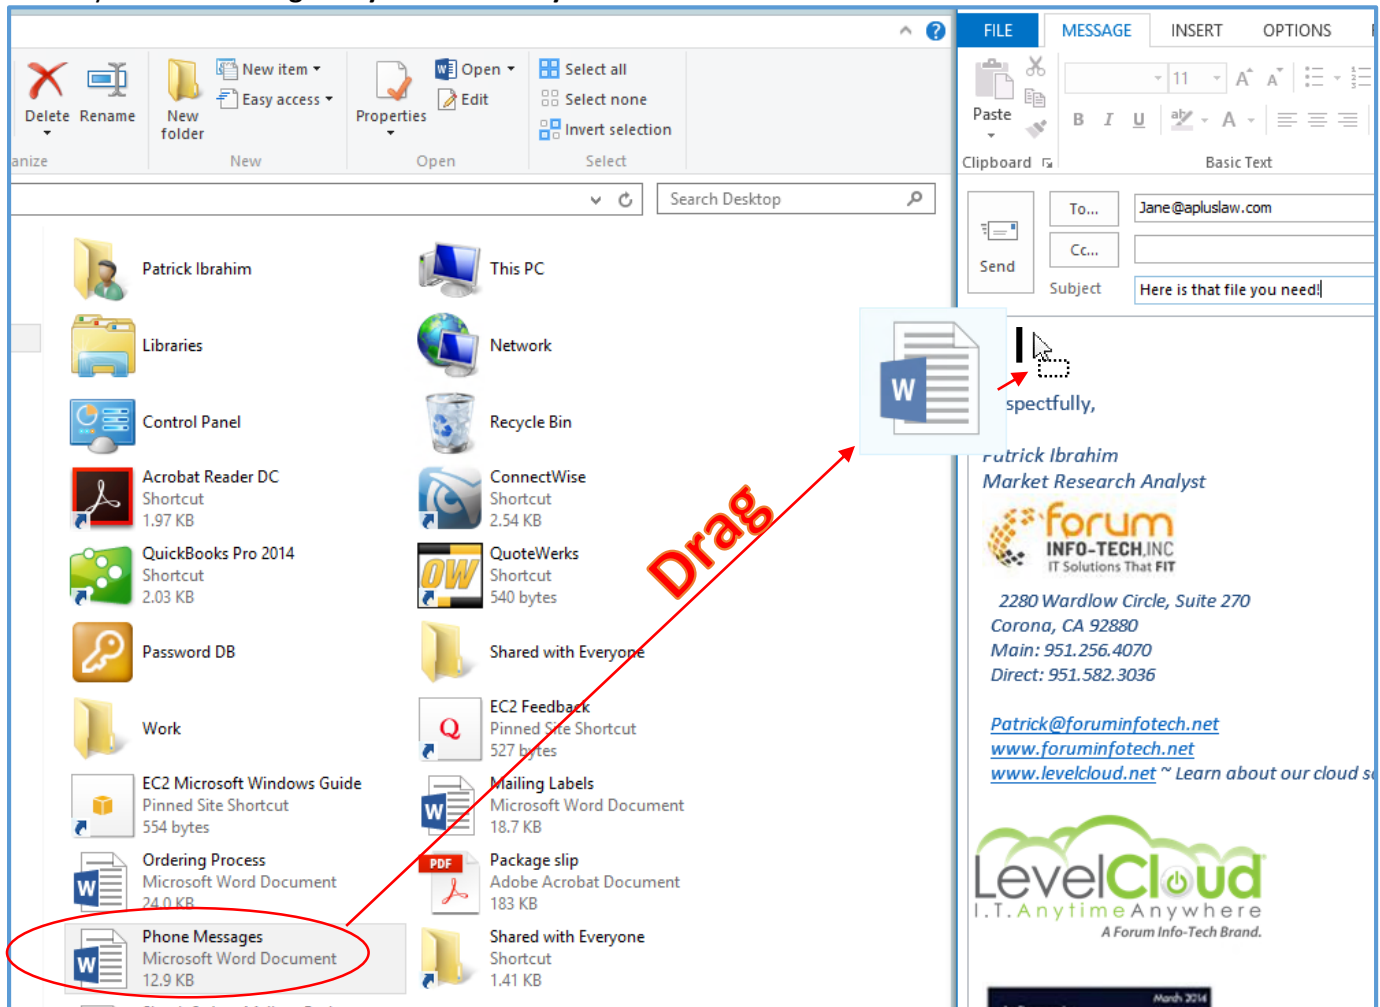 FILE MESSAGE INSERT OPTIONS
New item
Open
Select all
11
Easy access
Edit
Select none
Delete Rename New folder Properties
Invert selection
Paste
B I U
anize New Open Select
Clipboard Basic Text
Search Desktop
To... Jane@apluslaw.com
Cc...
Send
Subject Here is that file you need!
Patrick Ibrahim
This PC
Libraries
Network
Control Panel
Recycle Bin
Acrobat Reader DC
Shortcut
1.97 KB
ConnectWise
Shortcut
2.54 KB
QuickBooks Pro 2014
Shortcut
2.03 KB
QuoteWerks
Shortcut
540 bytes
QW
Password DB
Shared with Everyone
Work
EC2 Feedback
Pinned Site Shortcut
527 bytes
Q
EC2 Microsoft Windows Guide
Pinned Site Shortcut
554 bytes
Mailing Labels
Microsoft Word Document
18.7 KB
W
Ordering Process
Microsoft Word Document
24.0 KB
W
PDF
Package slip
Adobe Acrobat Document
183 KB
Phone Messages
Microsoft Word Document
12.9 KB
W
Shared with Everyone
Shortcut
1.41 KB
Drag
W
spectfully,
Patrick Ibrahim
Market Research Analyst
forum
INFO-TECH,INC
IT Solutions That FIT
2280 Wardlow Circle, Suite 270
Corona, CA 92880
Main: 951.256.4070
Direct: 951.582.3036
Patrick@foruminfotech.net
www.foruminfotech.net
www.levelcloud.net ~ Learn about our cloud s
LevelCloud
I.T. Anytime Anywhere
A Forum Info-Tech Brand.
March 2014